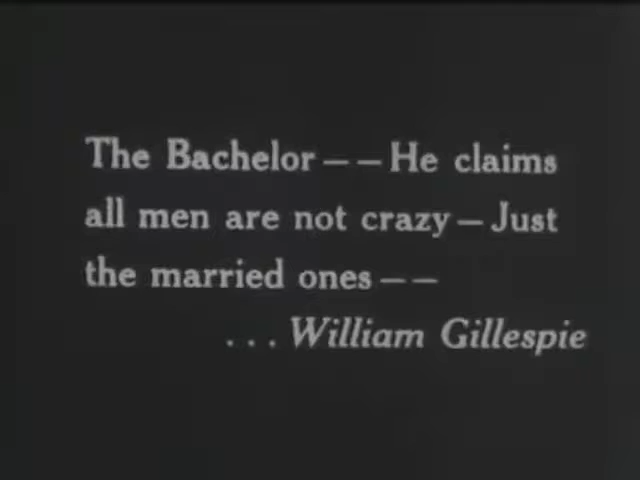 The Bachelor — — He claims
all men are not crazy — Just
the married ones — —
. . . William Gillespie